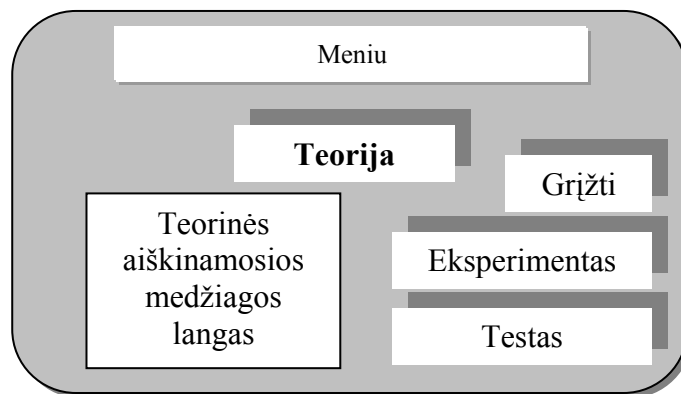 Meniu
Teorija
Grįžti
Teorinės
aiškinamosios
medžiagos
langas
Eksperimentas
Testas